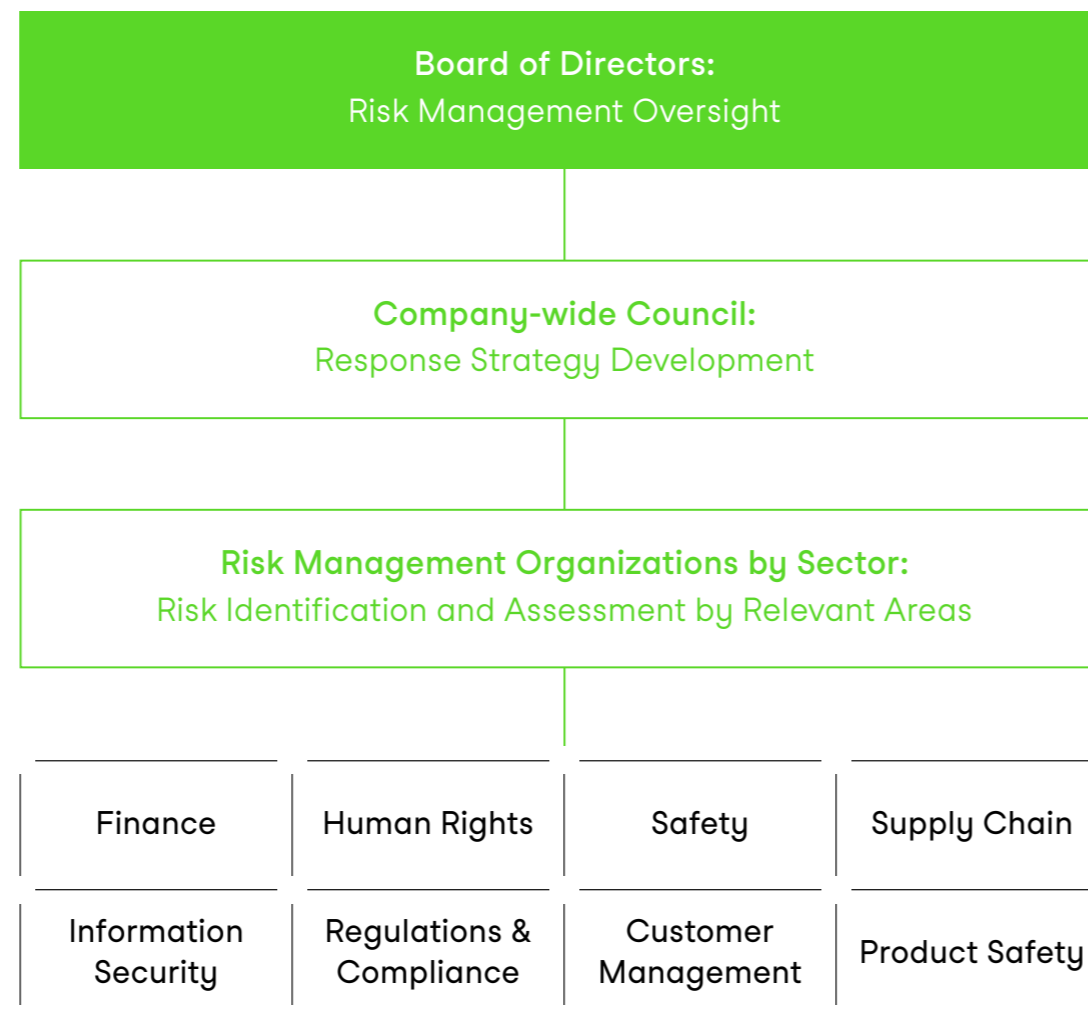 Board of Directors:
Risk Management Oversight
Company-wide Council:
Response Strategy Development
Risk Management Organizations by Sector:
Risk Identification and Assessment by Relevant Areas
Finance
Human Rights
Safety
Supply Chain
Information
Security
Regulations &
Compliance
Customer
Management
Product Safety